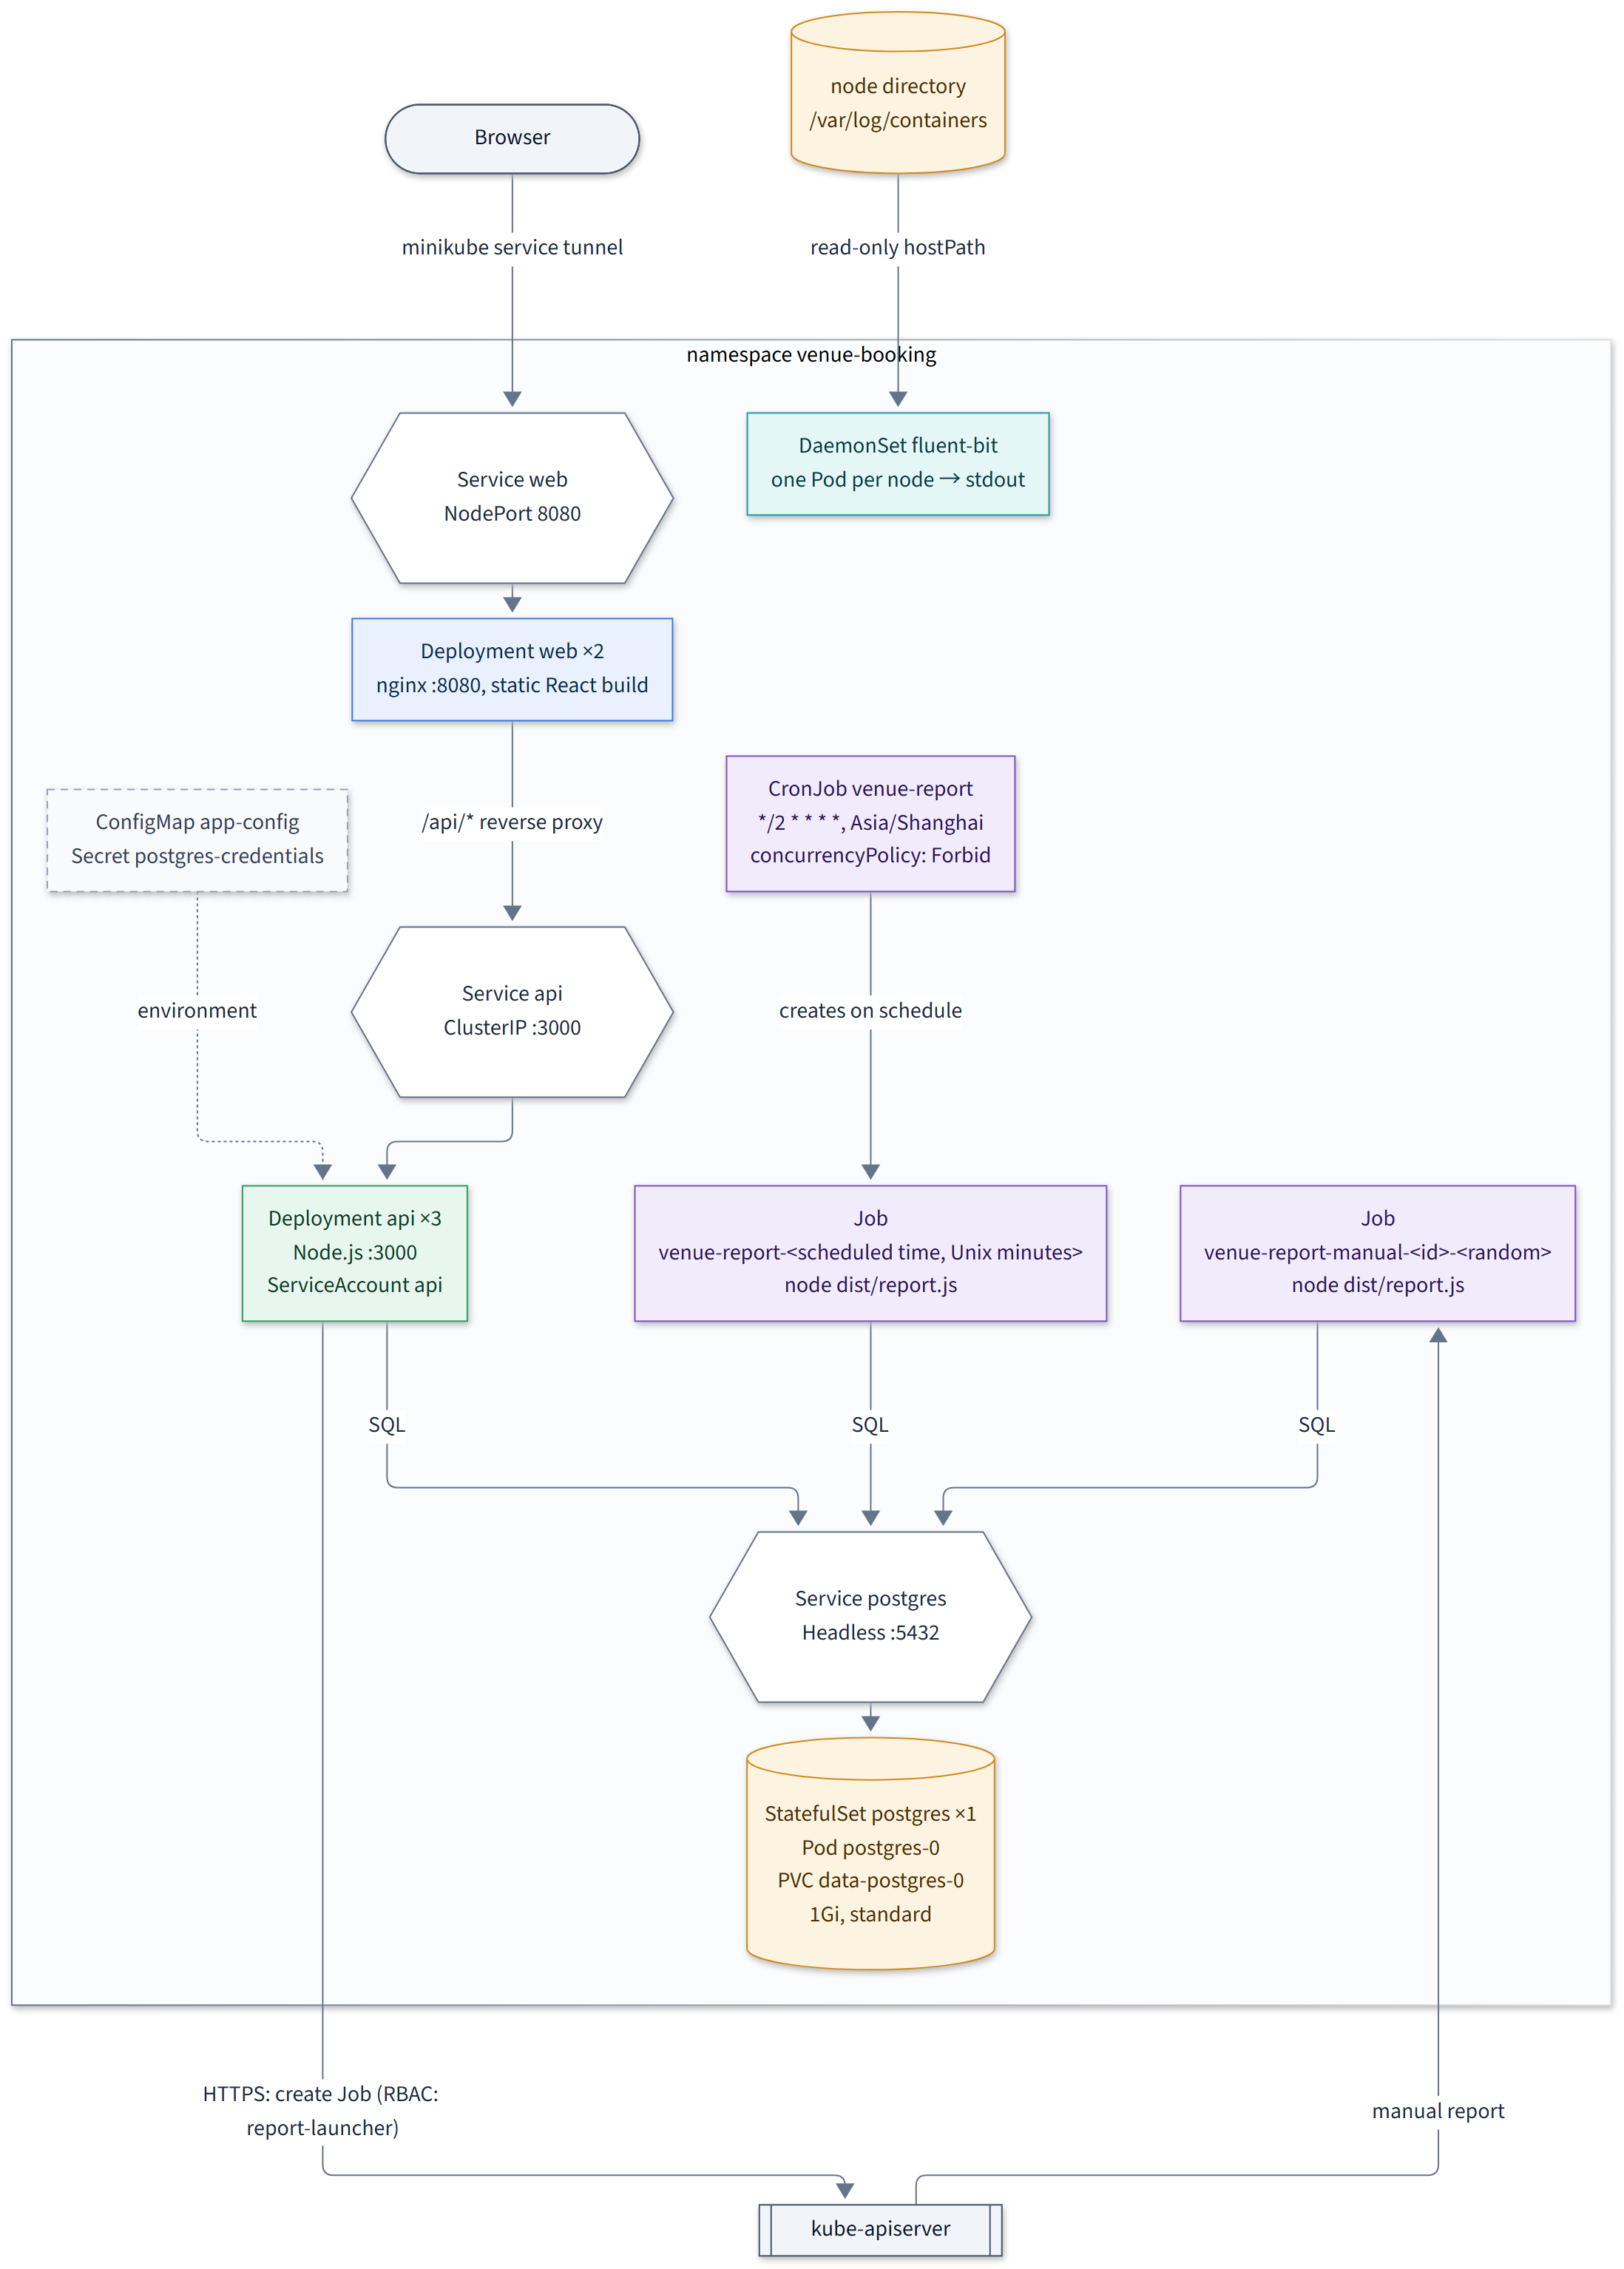 node directory
/var/log/containers
Browser
minikube service tunnel
read-only hostPath
namespace venue-booking
Service web
NodePort 8080
DaemonSet fluent-bit
one Pod per node → stdout
Deployment web ×2
nginx :8080, static React build
ConfigMap app-config
Secret postgres-credentials
/api/* reverse proxy
CronJob venue-report
*/2 * * * *, Asia/Shanghai
concurrencyPolicy: Forbid
environment
Service api
ClusterIP :3000
creates on schedule
Deployment api ×3
Node.js :3000
ServiceAccount api
Job
venue-report-<scheduled time, Unix minutes>
node dist/report.js
Job
venue-report-manual-<id>-<random>
node dist/report.js
SQL
SQL
SQL
Service postgres
Headless :5432
StatefulSet postgres ×1
Pod postgres-0
PVC data-postgres-0
1Gi, standard
HTTPS: create Job (RBAC:
report-launcher)
manual report
kube-apiserver